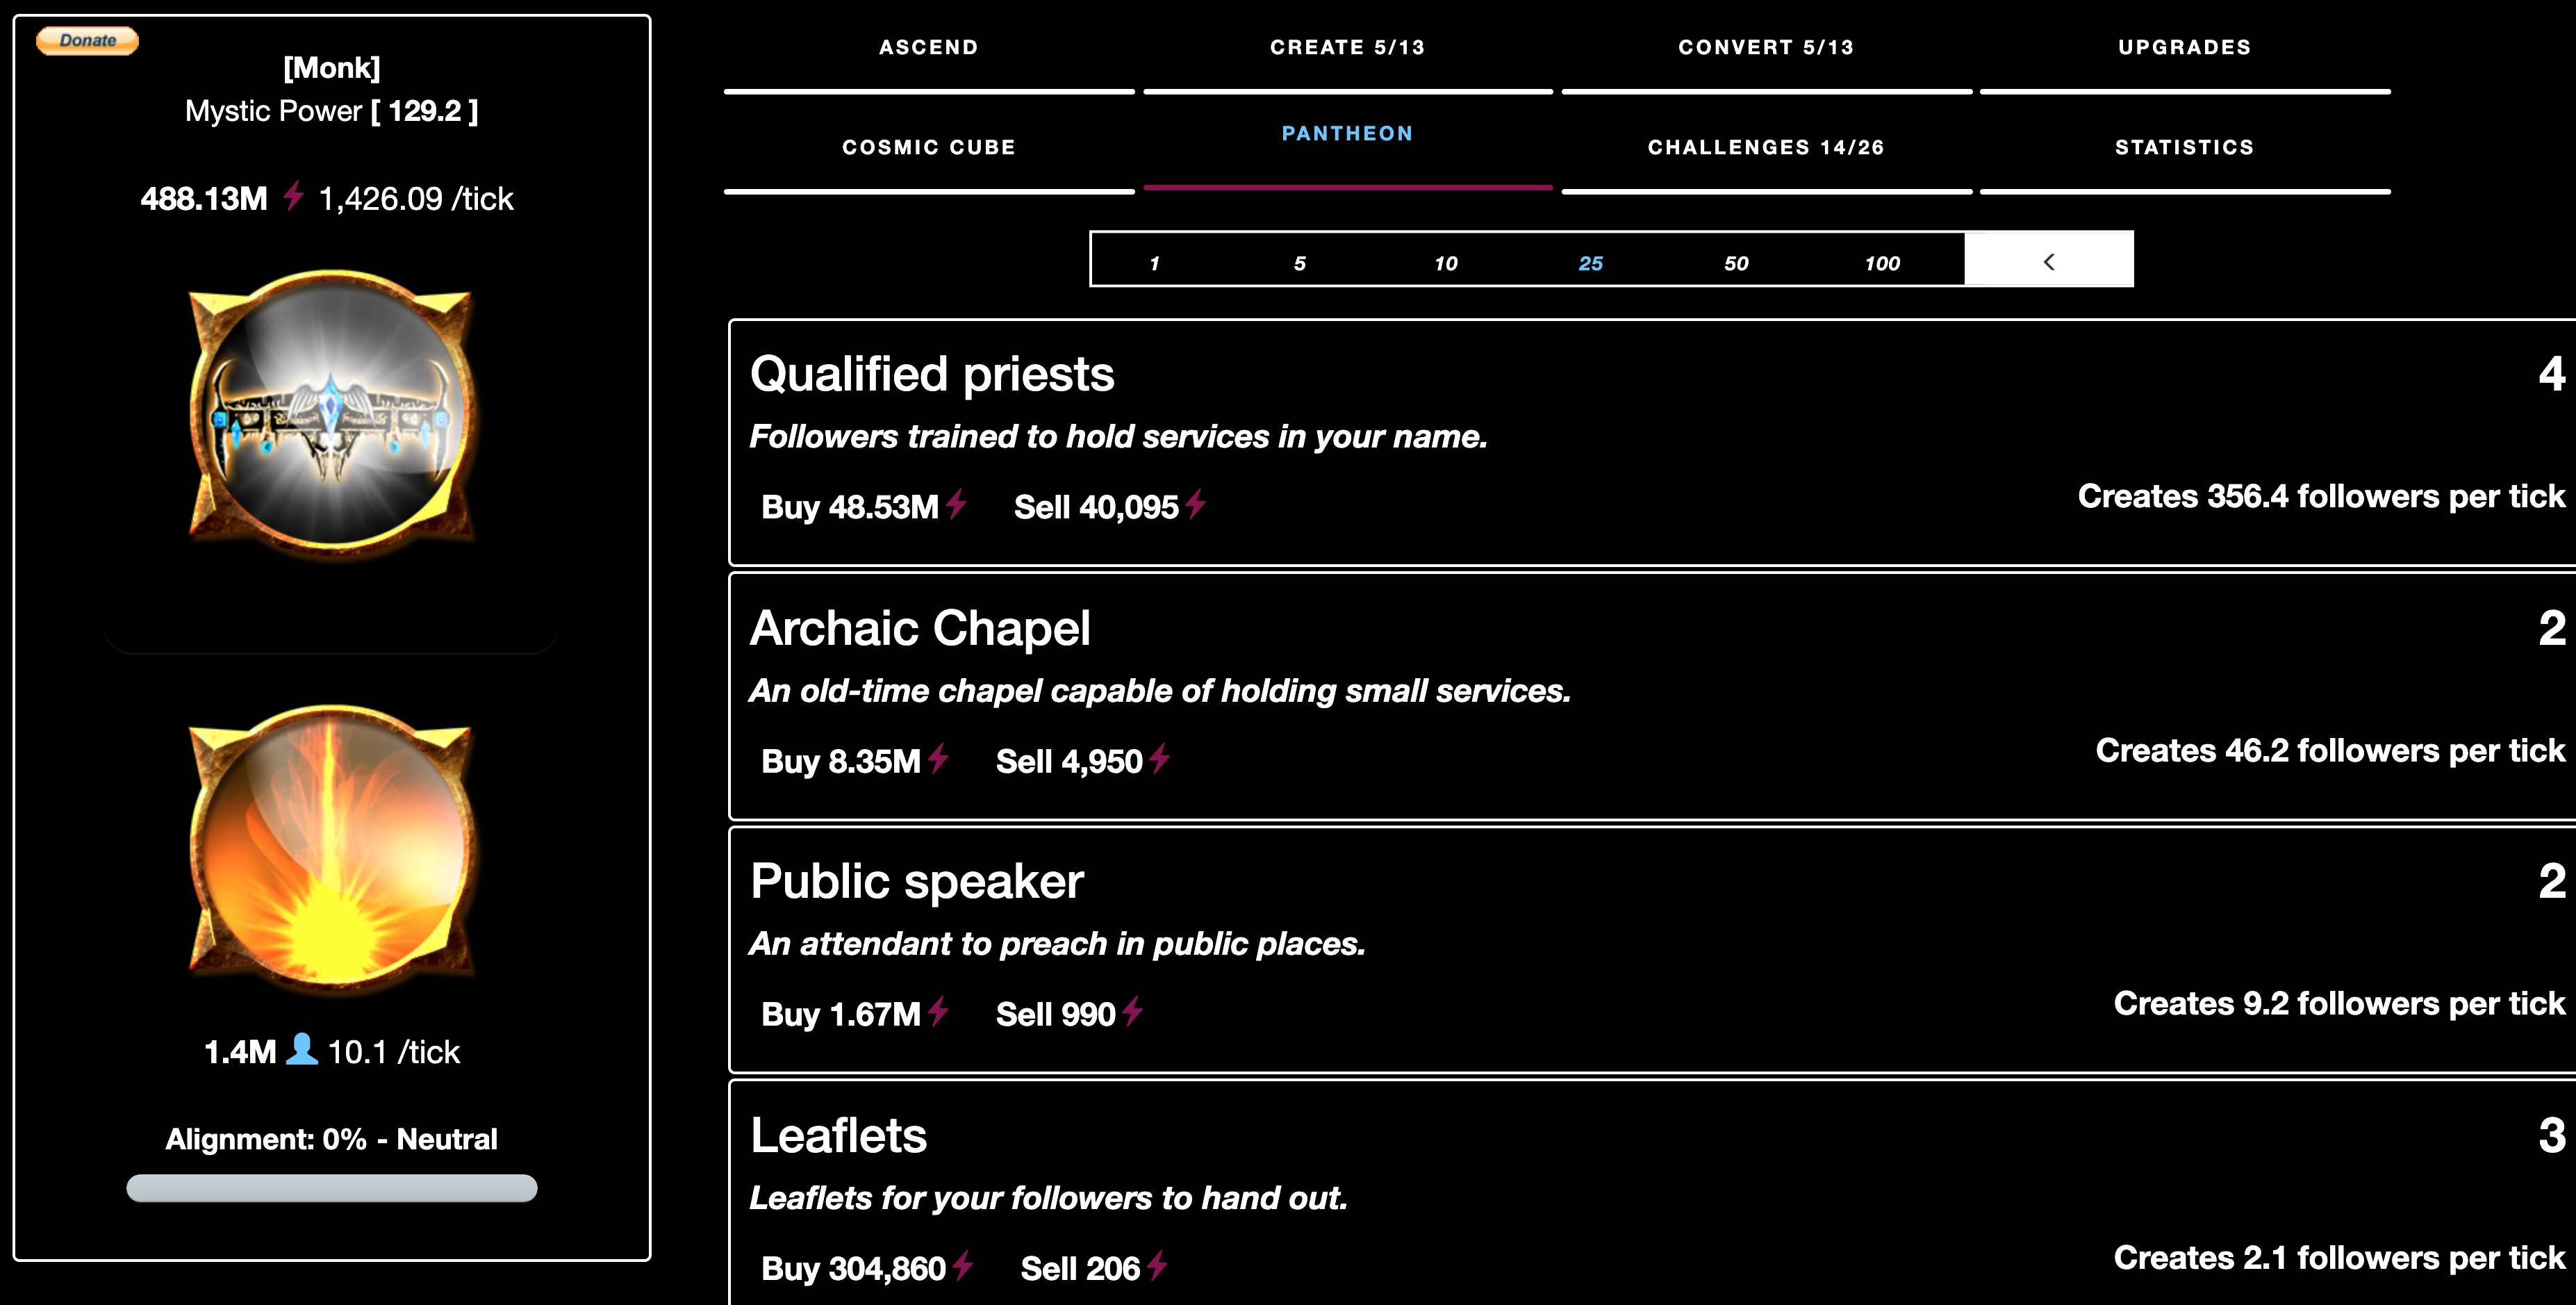 Donate
[Monk]
Mystic Power [ 129.2 ]
488.13M 1,426.09 /tick
1.4M 10.1 /tick
Alignment: 0% - Neutral
ASCEND
CREATE 5/13
CONVERT 5/13
UPGRADES
COSMIC CUBE
PANTHEON
CHALLENGES 14/26
STATISTICS
1 5 10 25 50 100 <
Qualified priests 4
Followers trained to hold services in your name.
Buy 48.53M Sell 40,095
Creates 356.4 followers per tick
Archaic Chapel 2
An old-time chapel capable of holding small services.
Buy 8.35M Sell 4,950
Creates 46.2 followers per tick
Public speaker 2
An attendant to preach in public places.
Buy 1.67M Sell 990
Creates 9.2 followers per tick
Leaflets 3
Leaflets for your followers to hand out.
Buy 304,860 Sell 206
Creates 2.1 followers per tick